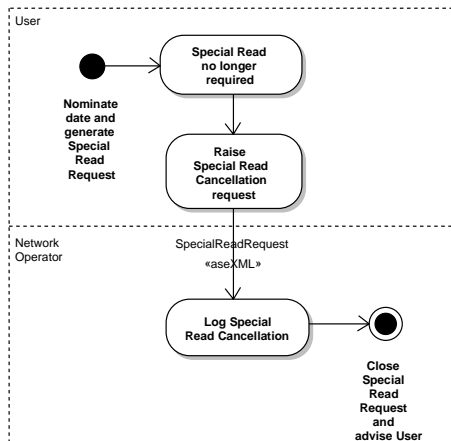 User
Special Read
no longer
required
Nominate
date and
generate
Special
Read
Request
Raise
Special Read
Cancellation
request
Network
Operator
SpecialReadRequest
«aseXML»
Log Special
Read Cancellation
Close
Special
Read
Request
and
advise User